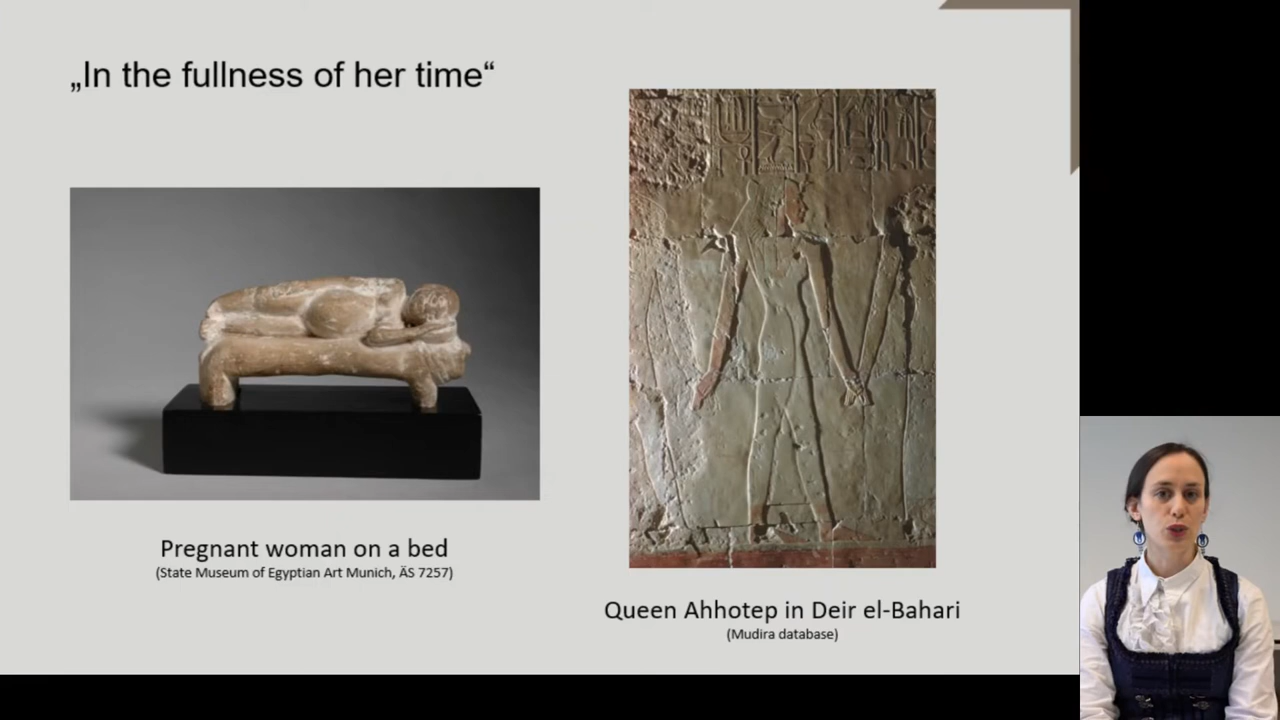 „In the fullness of her time“
Pregnant woman on a bed
(State Museum of Egyptian Art Munich, ÄS 7257)
Queen Ahhotep in Deir el-Bahari
(Mudira database)